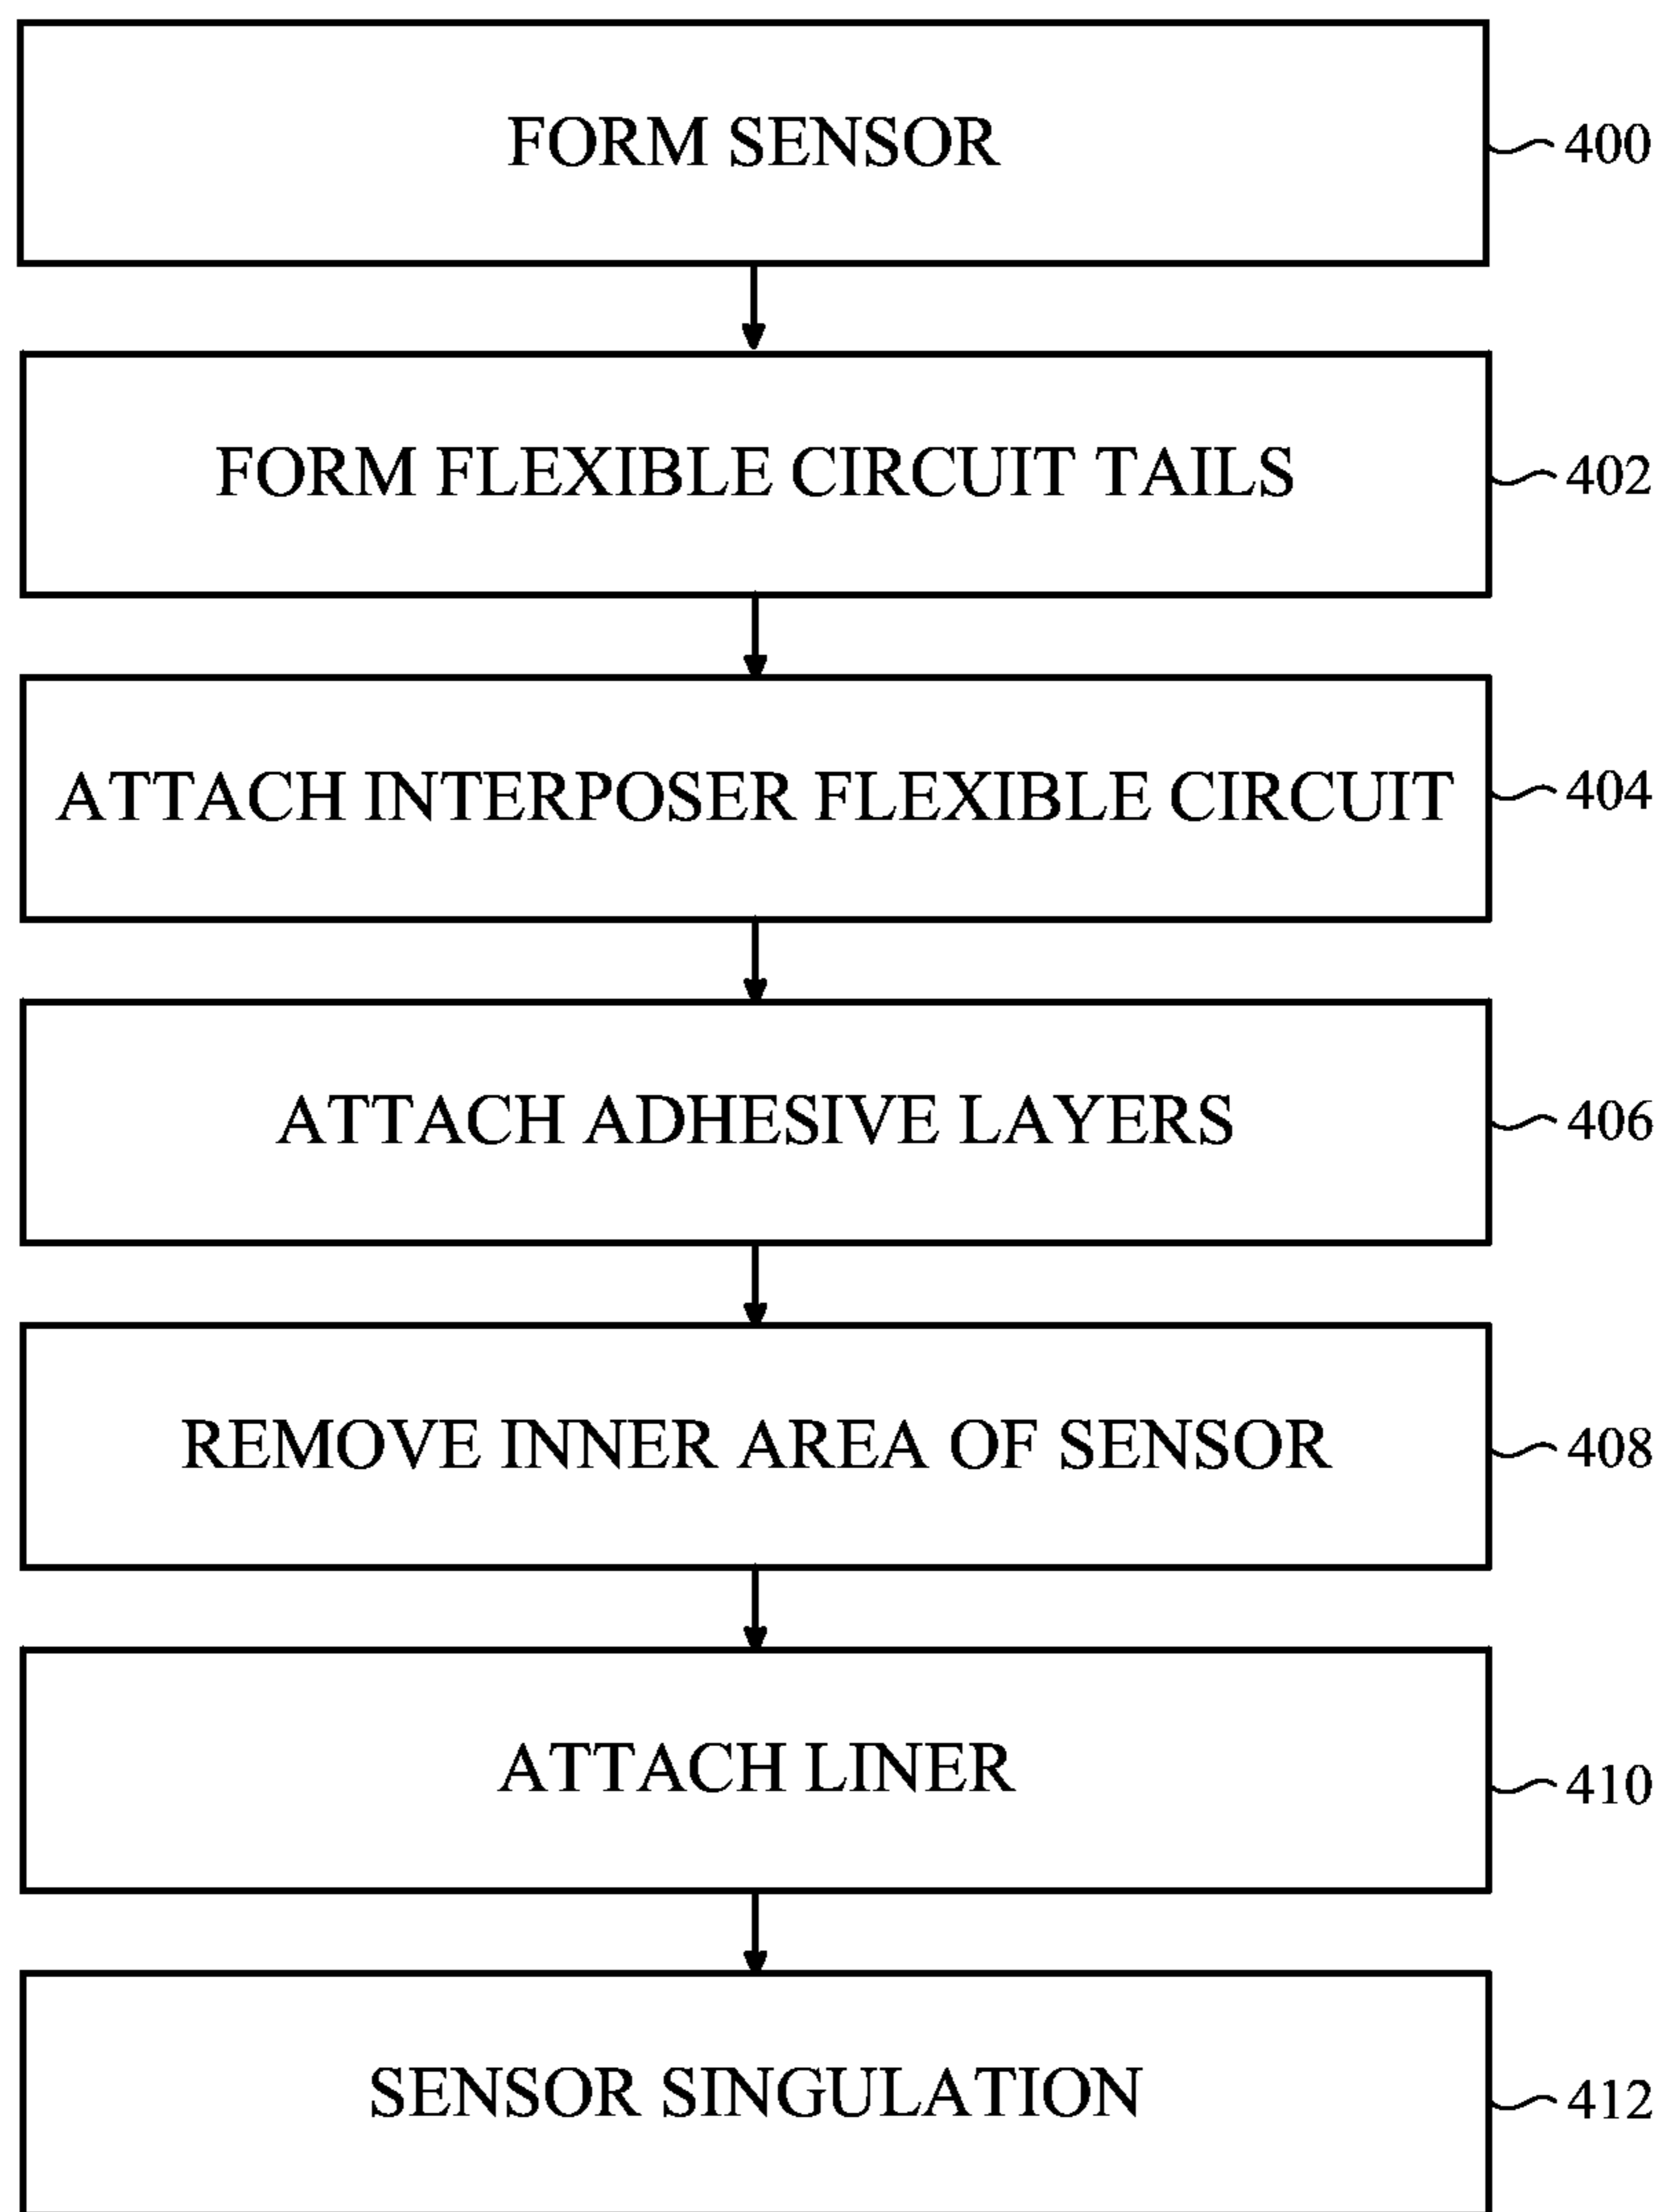 FORM SENSOR
400
FORM FLEXIBLE CIRCUIT TAILS
402
ATTACH INTERPOSER FLEXIBLE CIRCUIT
404
ATTACH ADHESIVE LAYERS
406
REMOVE INNER AREA OF SENSOR
408
ATTACH LINER
410
SENSOR SINGULATION
412